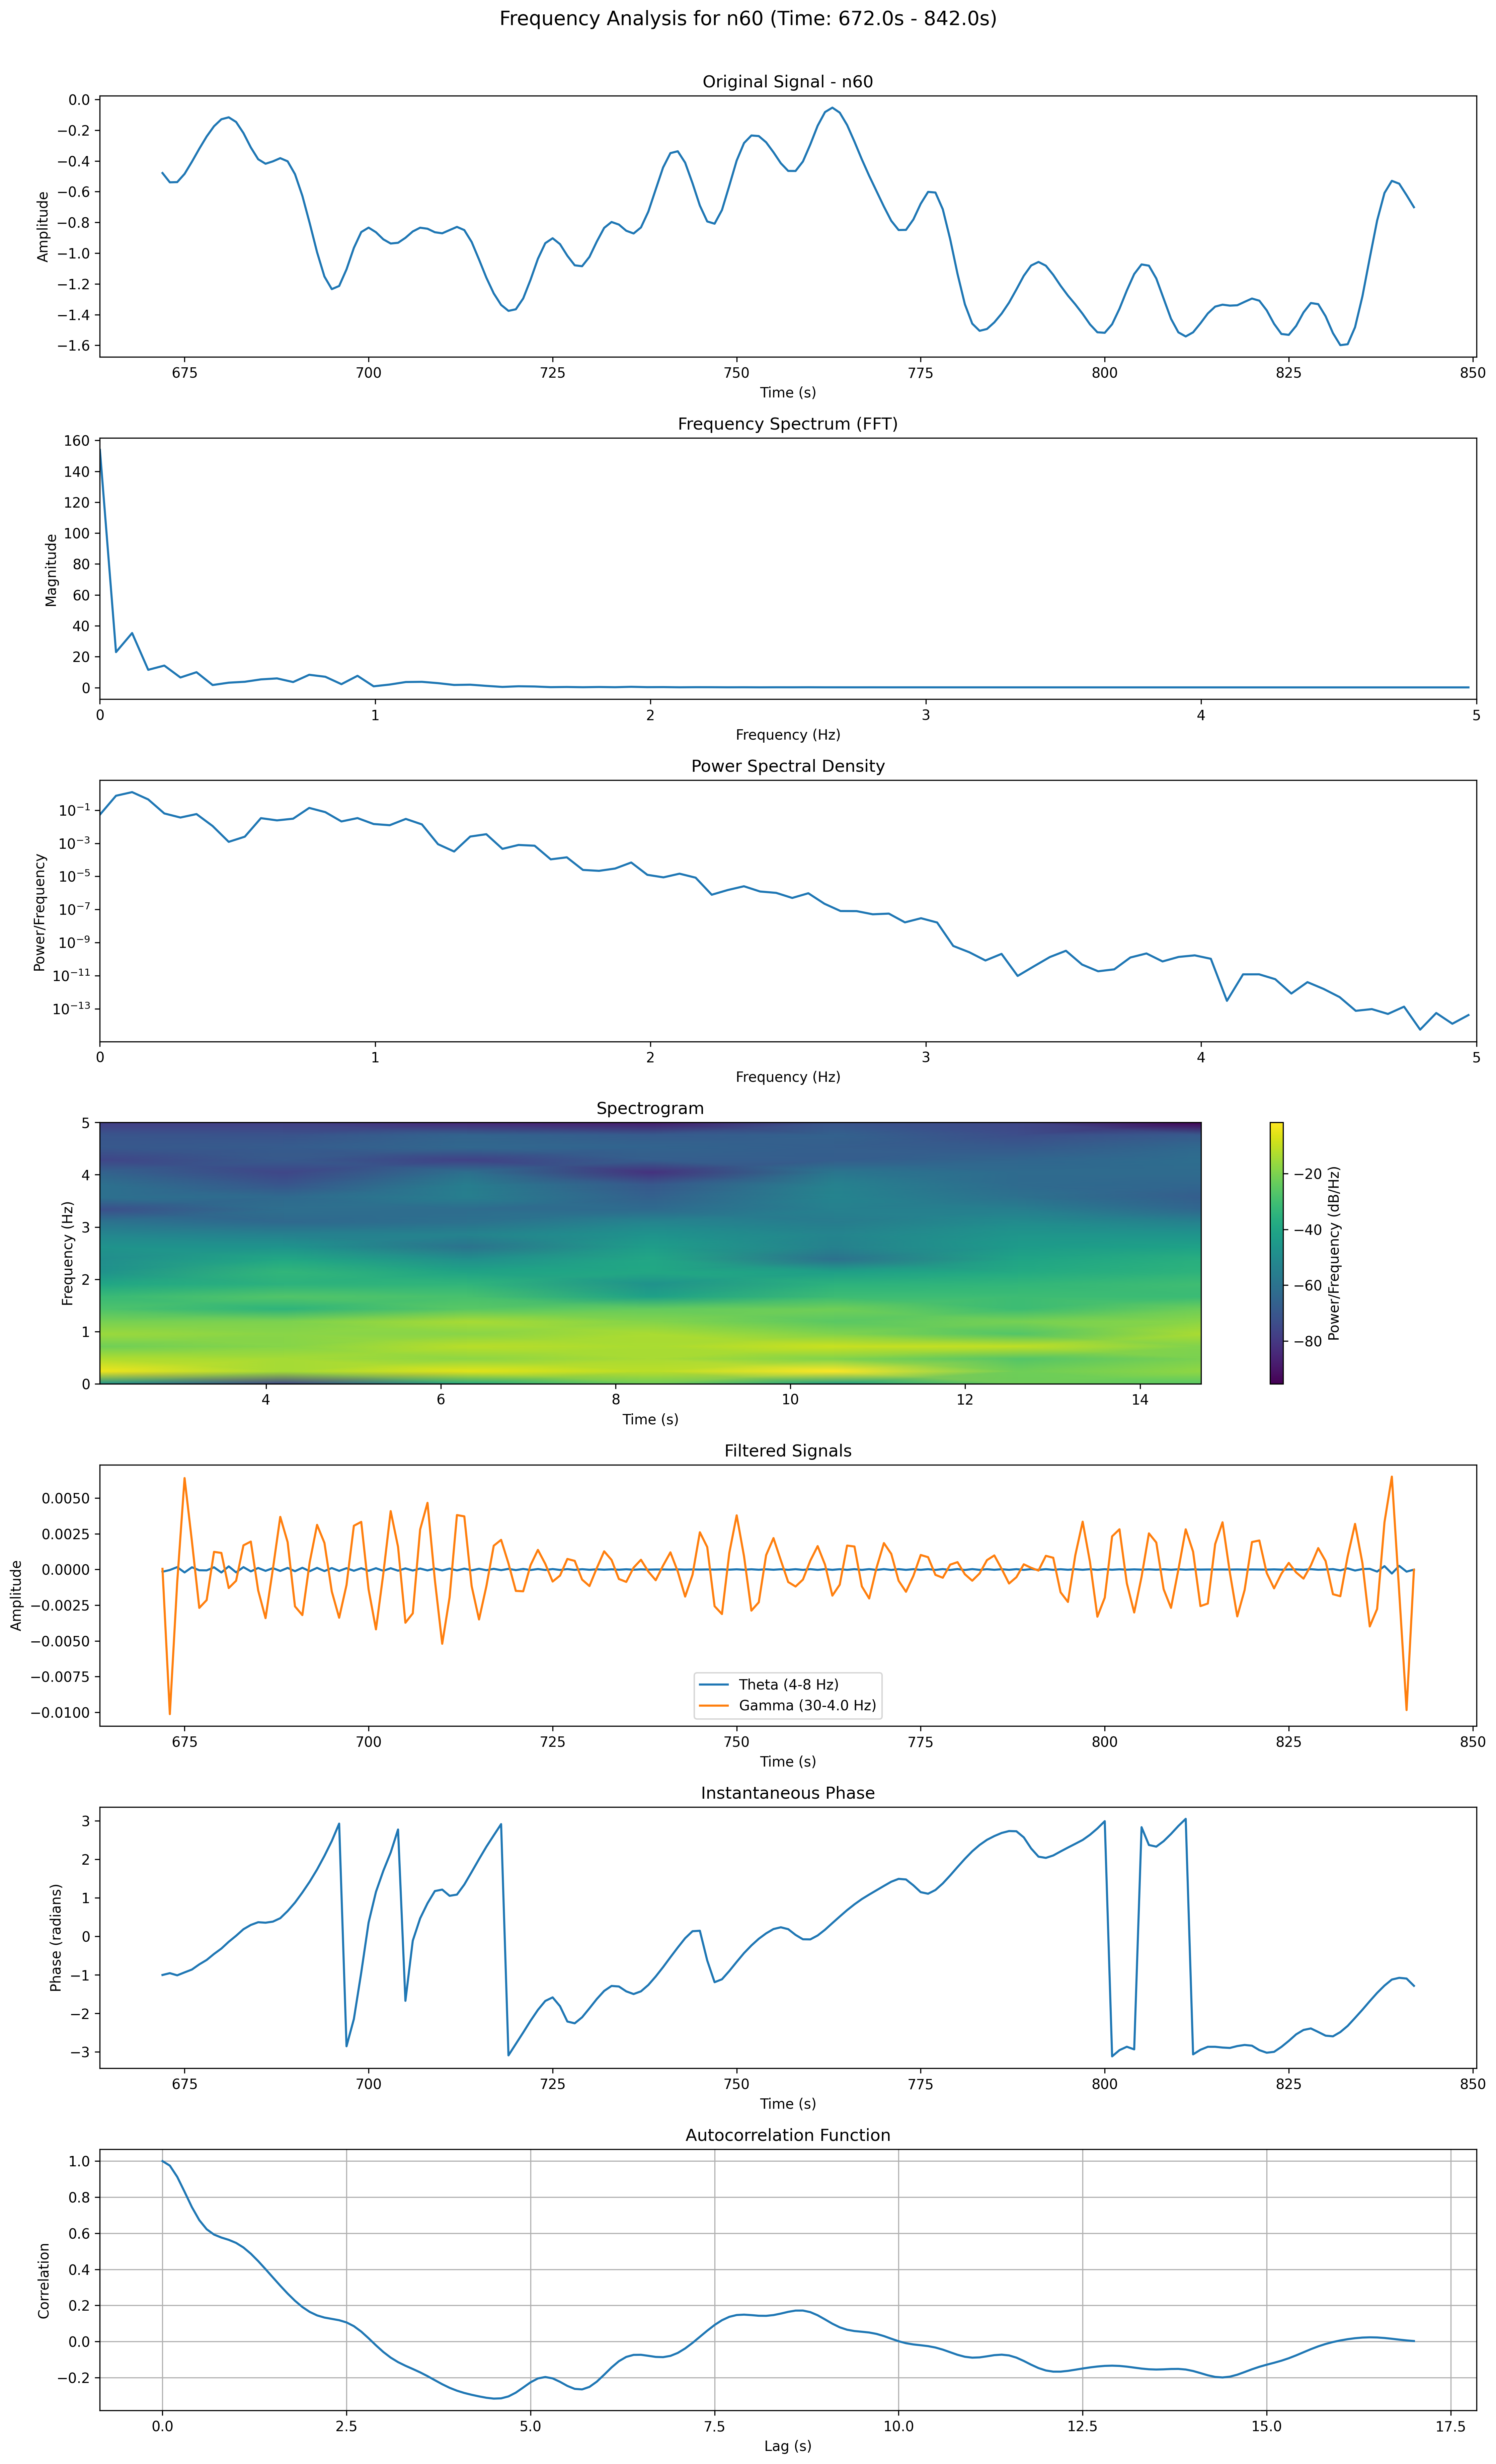 Frequency Analysis for n60 (Time: 672.0s - 842.0s)
Original Signal - n60
0.0
−0.2
−0.4
−0.6
−0.8
−1.0
−1.2
−1.4
−1.6
Amplitude
675 700 725 750 775 800 825 850
Time (s)
Frequency Spectrum (FFT)
160
140
120
100
80
60
40
20
0
Magnitude
0 1 2 3 4 5
Frequency (Hz)
Power Spectral Density
10⁻¹
10⁻³
10⁻⁵
10⁻⁷
10⁻⁹
10⁻¹¹
10⁻¹³
Power/Frequency
0 1 2 3 4 5
Frequency (Hz)
Spectrogram
5
4
3
2
1
0
Frequency (Hz)
4 6 8 10 12 14
Time (s)
−20
−40
−60
−80
Power/Frequency (dB/Hz)
Filtered Signals
0.0050
0.0025
0.0000
−0.0025
−0.0050
−0.0075
−0.0100
Amplitude
Theta (4-8 Hz)
Gamma (30-4.0 Hz)
675 700 725 750 775 800 825 850
Time (s)
Instantaneous Phase
3
2
1
0
−1
−2
−3
Phase (radians)
675 700 725 750 775 800 825 850
Time (s)
Autocorrelation Function
1.0
0.8
0.6
0.4
0.2
0.0
−0.2
Correlation
0.0 2.5 5.0 7.5 10.0 12.5 15.0 17.5
Lag (s)